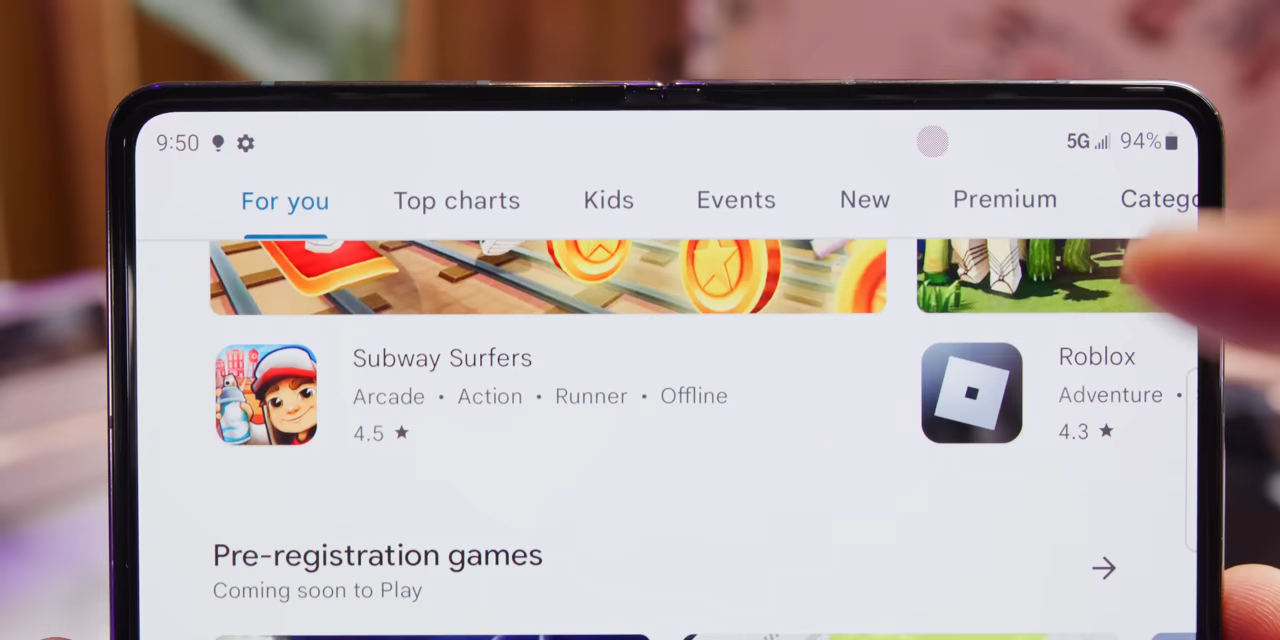 9:50 5G 94%
For you Top charts Kids Events New Premium Catego
Subway Surfers
Arcade • Action • Runner • Offline
4.5 ★
Roblox
Adventure •
4.3 ★
Pre-registration games
Coming soon to Play